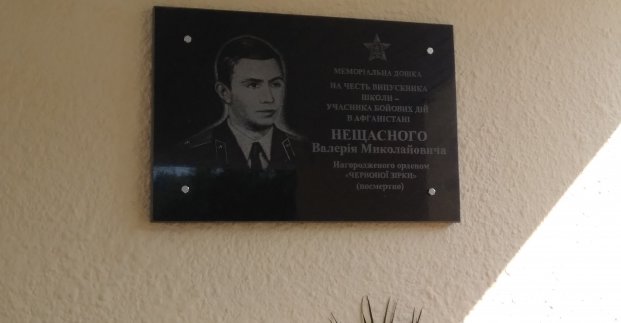 МЕМОРІАЛЬНА ДОШКА
НА ЧЕСТЬ ВИПУСКНИКА
ШКОЛИ –
УЧАСНИКА БОЙОВИХ ДІЙ
В АФГАНІСТАНІ
НЕЩАСНОГО
Валерія Миколайовича
Нагородженого орденом
«ЧЕРВОНОЇ ЗІРКИ»
(посмертно)